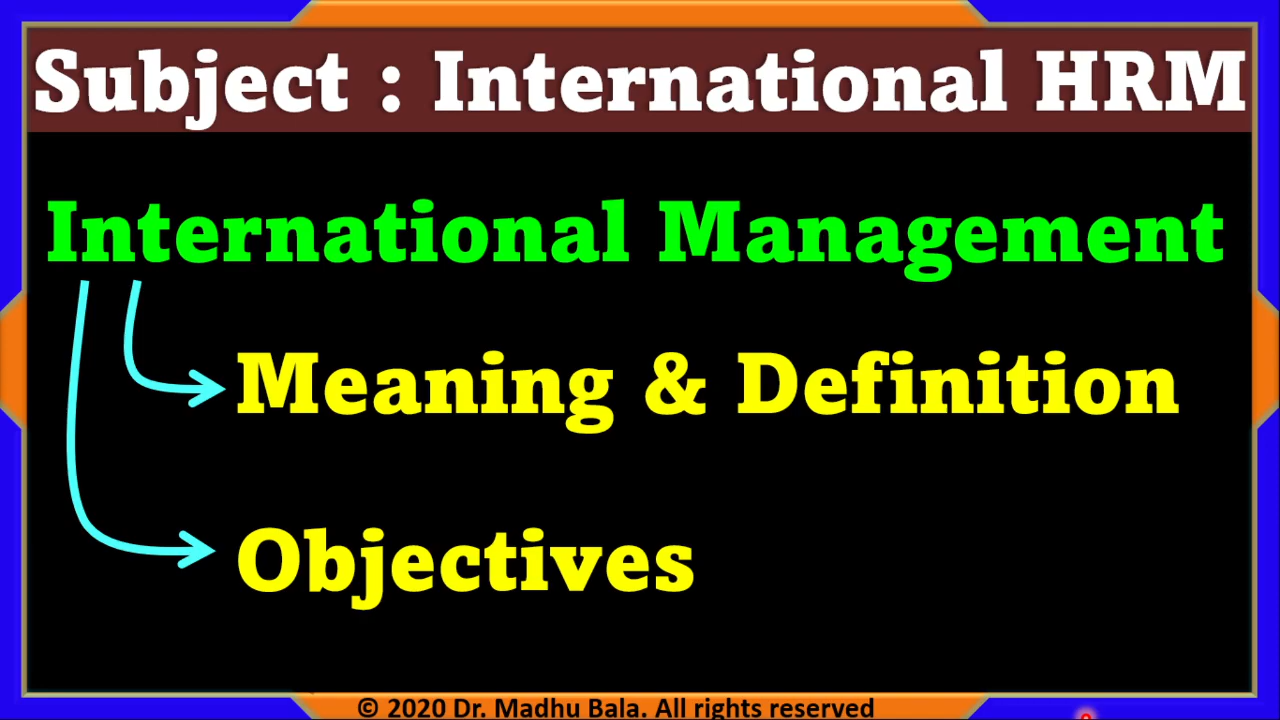 Subject : International HRM
International Management
Meaning & Definition
Objectives
© 2020 Dr. Madhu Bala. All rights reserved